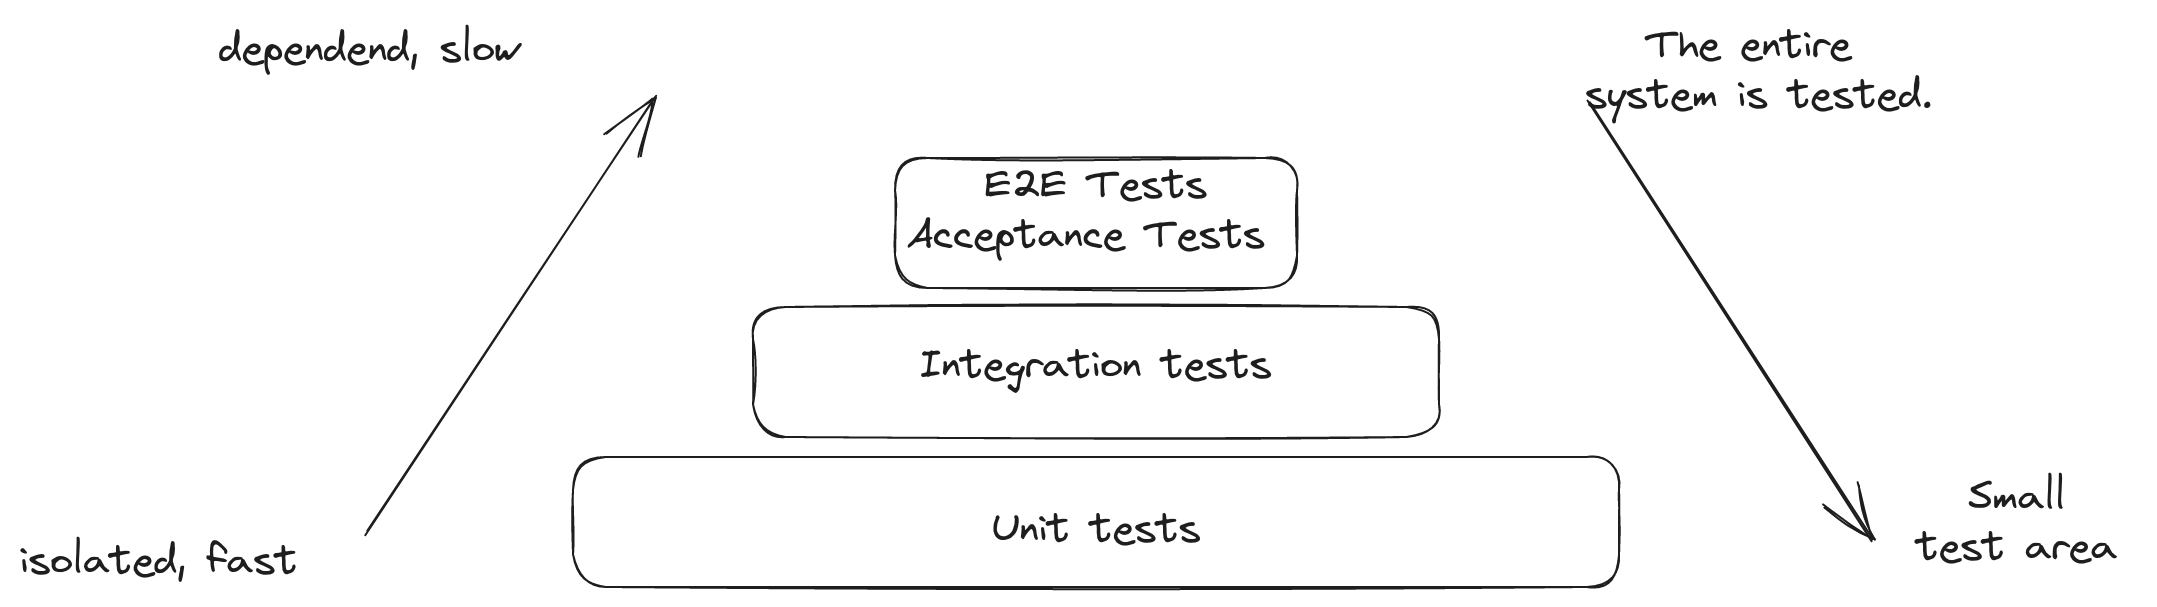 dependend, slow
The entire
system is tested.
E2E Tests
Acceptance Tests
Integration tests
Unit tests
isolated, fast
Small
test area